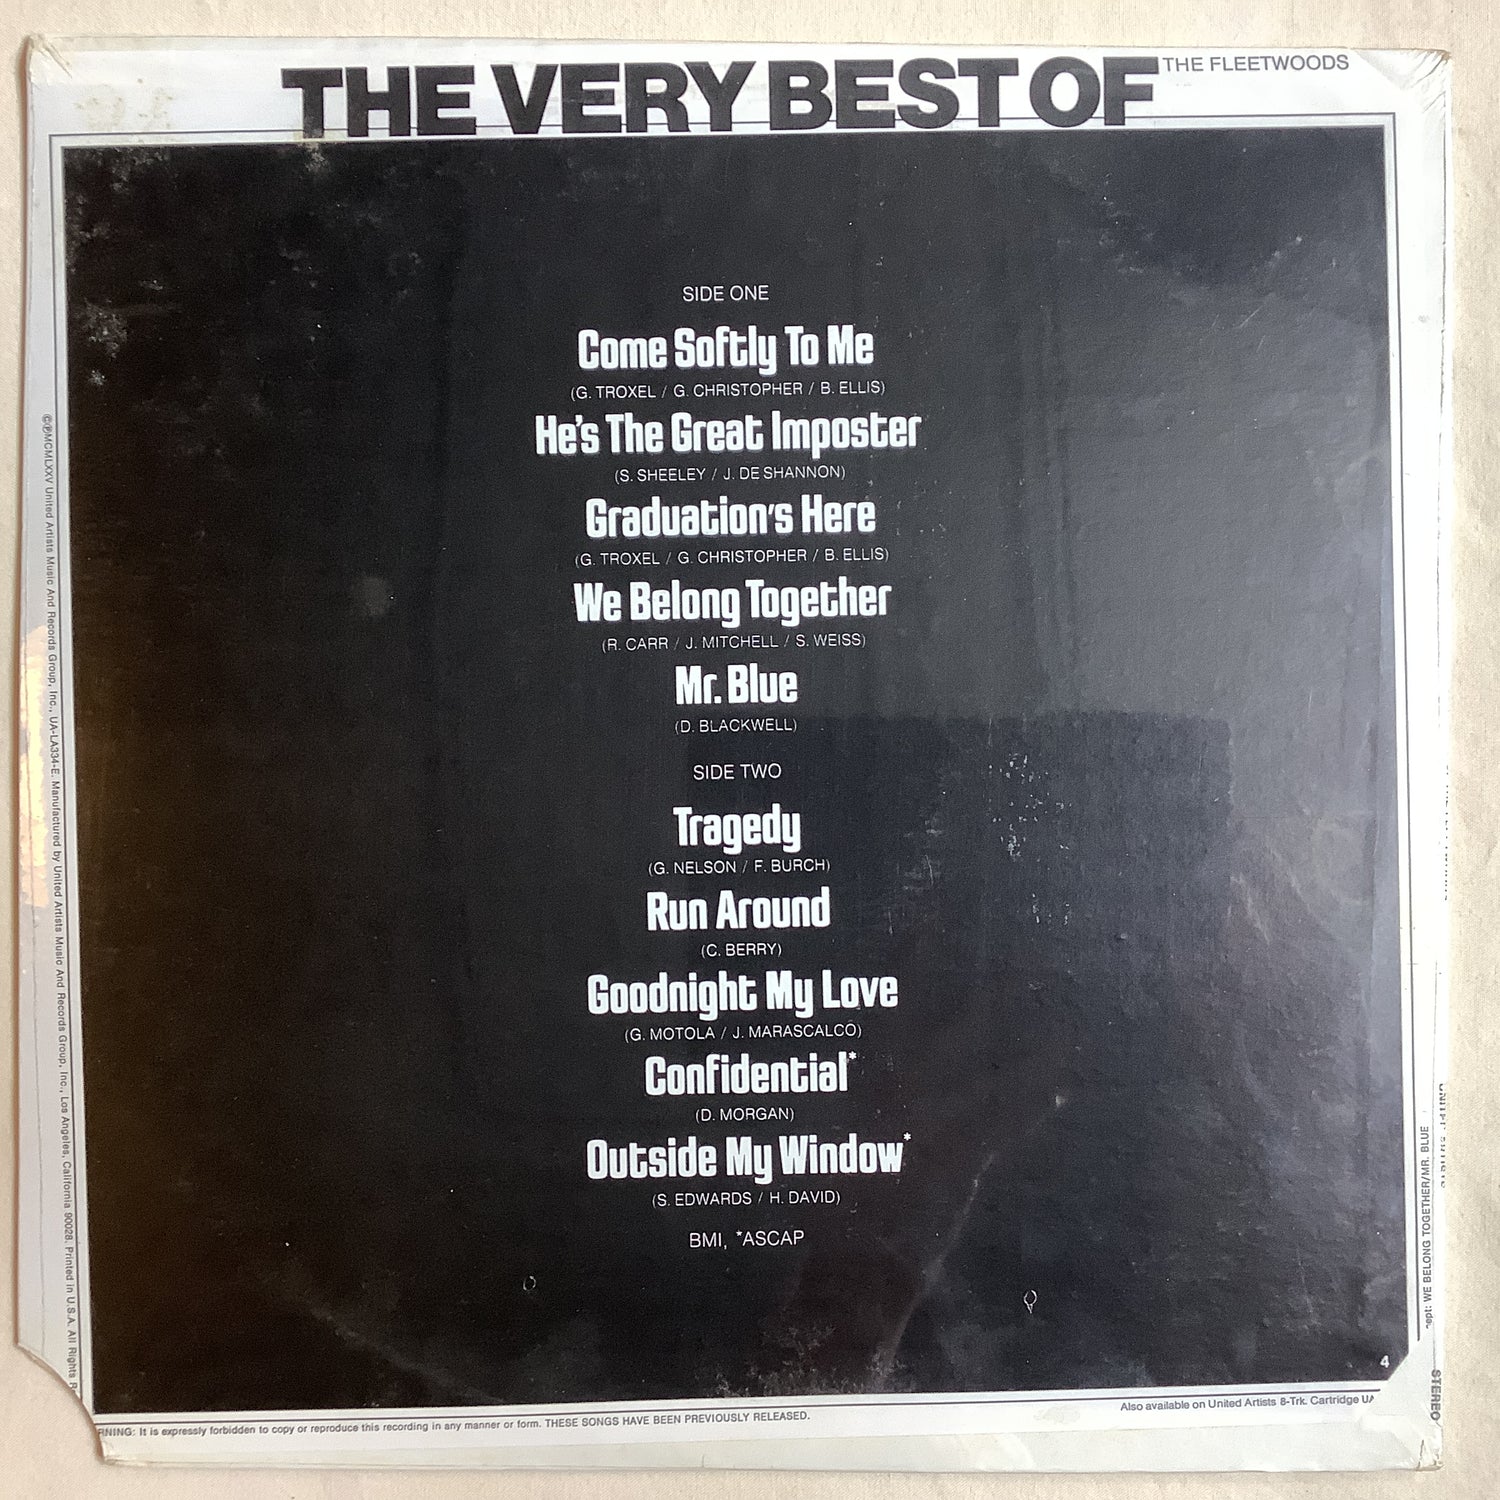 THE VERY BEST OF THE FLEETWOODS
SIDE ONE
Come Softly To Me
(G. TROXEL / G. CHRISTOPHER / B. ELLIS)
He's The Great Imposter
(S. SHEELEY / J. DE SHANNON)
Graduation's Here
(G. TROXEL / G. CHRISTOPHER / B. ELLIS)
We Belong Together
(R. CARR / J. MITCHELL / S. WEISS)
Mr. Blue
(D. BLACKWELL)
SIDE TWO
Tragedy
(G. NELSON / F. BURCH)
Run Around
(C. BERRY)
Goodnight My Love
(G. MOTOLA / J. MARASCALCO)
Confidential*
(D. MORGAN)
Outside My Window*
(S. EDWARDS / H. DAVID)
BMI, *ASCAP
4
Also available on United Artists 8-Trk. Cartridge UA
RNING: It is expressly forbidden to copy or reproduce this recording in any manner or form. THESE SONGS HAVE BEEN PREVIOUSLY RELEASED.
©℗MCMLXXV United Artists Music And Records Group, Inc., UA-LA334-E. Manufactured by United Artists Music And Records Group, Inc., Los Angeles, California 90028. Printed in U.S.A. All Rights R
ept: WE BELONG TOGETHER/MR. BLUE
STEREO